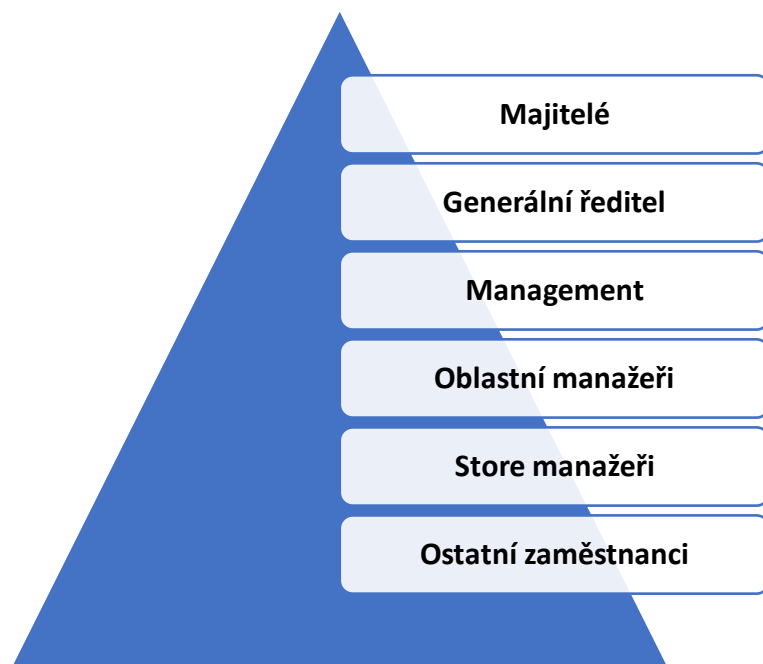 Majitelé
Generální ředitel
Management
Oblastní manažeři
Store manažeři
Ostatní zaměstnanci